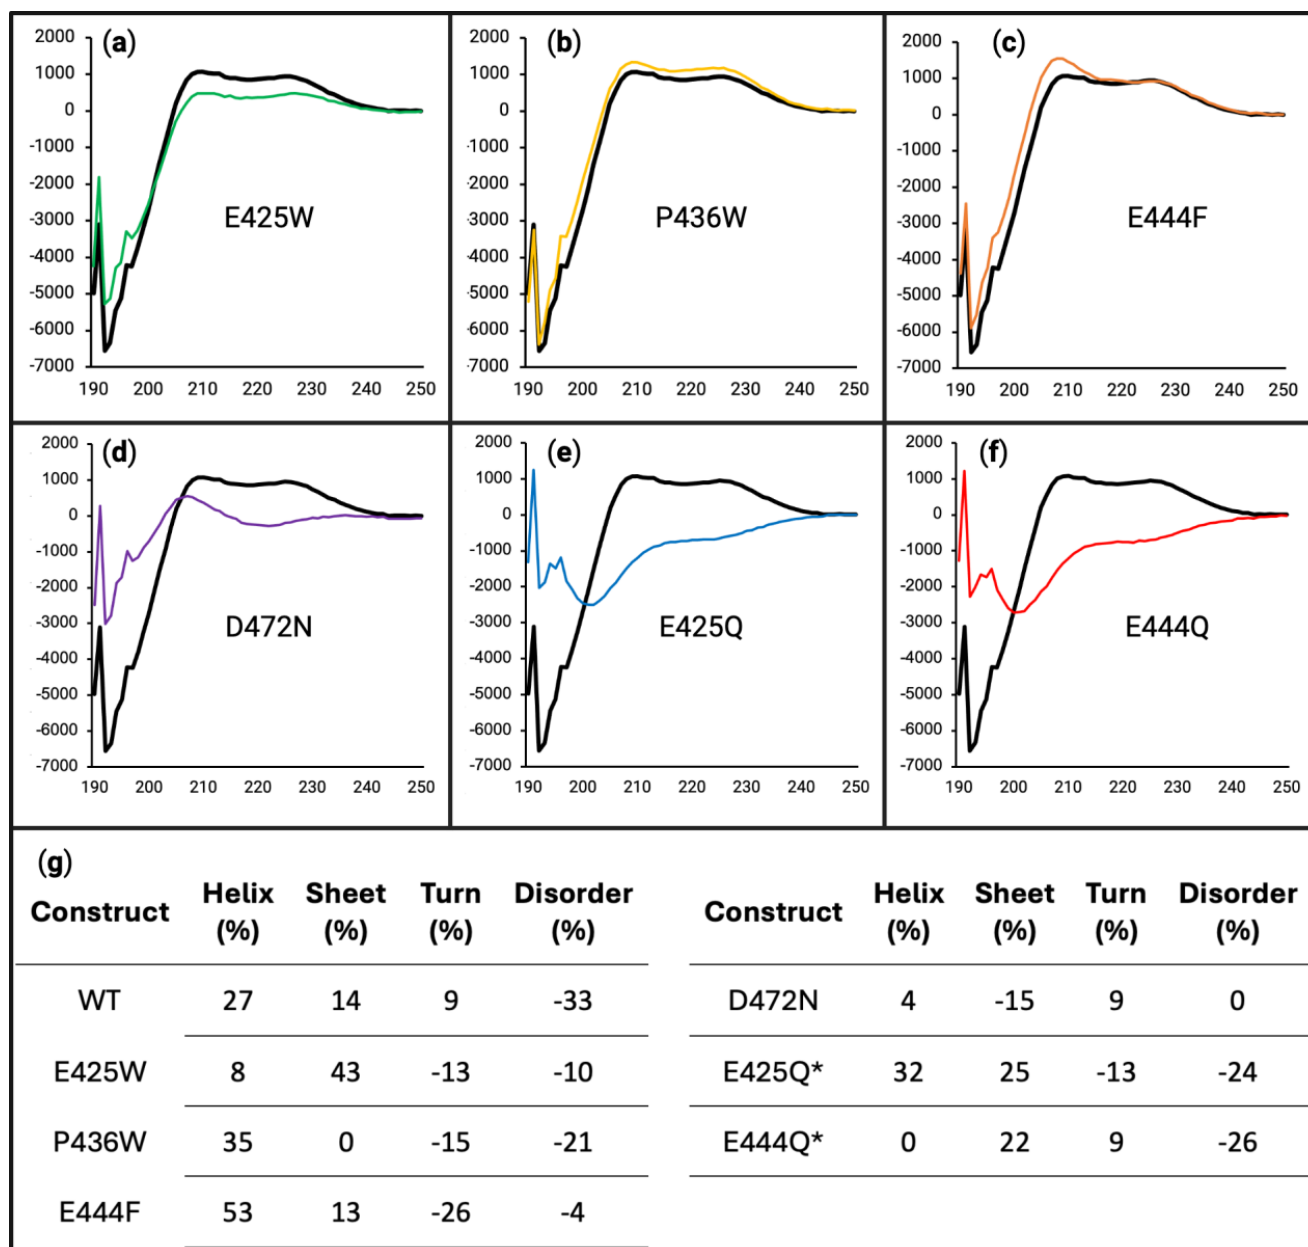 (a)
2000
1000
0
-1000
-2000
-3000
-4000
-5000
-6000
-7000
190 200 210 220 230 240 250
E425W
(b)
2000
1000
0
-1000
-2000
-3000
-4000
-5000
-6000
-7000
190 200 210 220 230 240 250
P436W
(c)
2000
1000
0
-1000
-2000
-3000
-4000
-5000
-6000
-7000
190 200 210 220 230 240 250
E444F
(d)
2000
1000
0
-1000
-2000
-3000
-4000
-5000
-6000
-7000
190 200 210 220 230 240 250
D472N
(e)
2000
1000
0
-1000
-2000
-3000
-4000
-5000
-6000
-7000
190 200 210 220 230 240 250
E425Q
(f)
2000
1000
0
-1000
-2000
-3000
-4000
-5000
-6000
-7000
190 200 210 220 230 240 250
E444Q
(g)
Construct Helix (%) Sheet (%) Turn (%) Disorder (%)
WT 27 14 9 -33
E425W 8 43 -13 -10
P436W 35 0 -15 -21
E444F 53 13 -26 -4
Construct Helix (%) Sheet (%) Turn (%) Disorder (%)
D472N 4 -15 9 0
E425Q* 32 25 -13 -24
E444Q* 0 22 9 -26